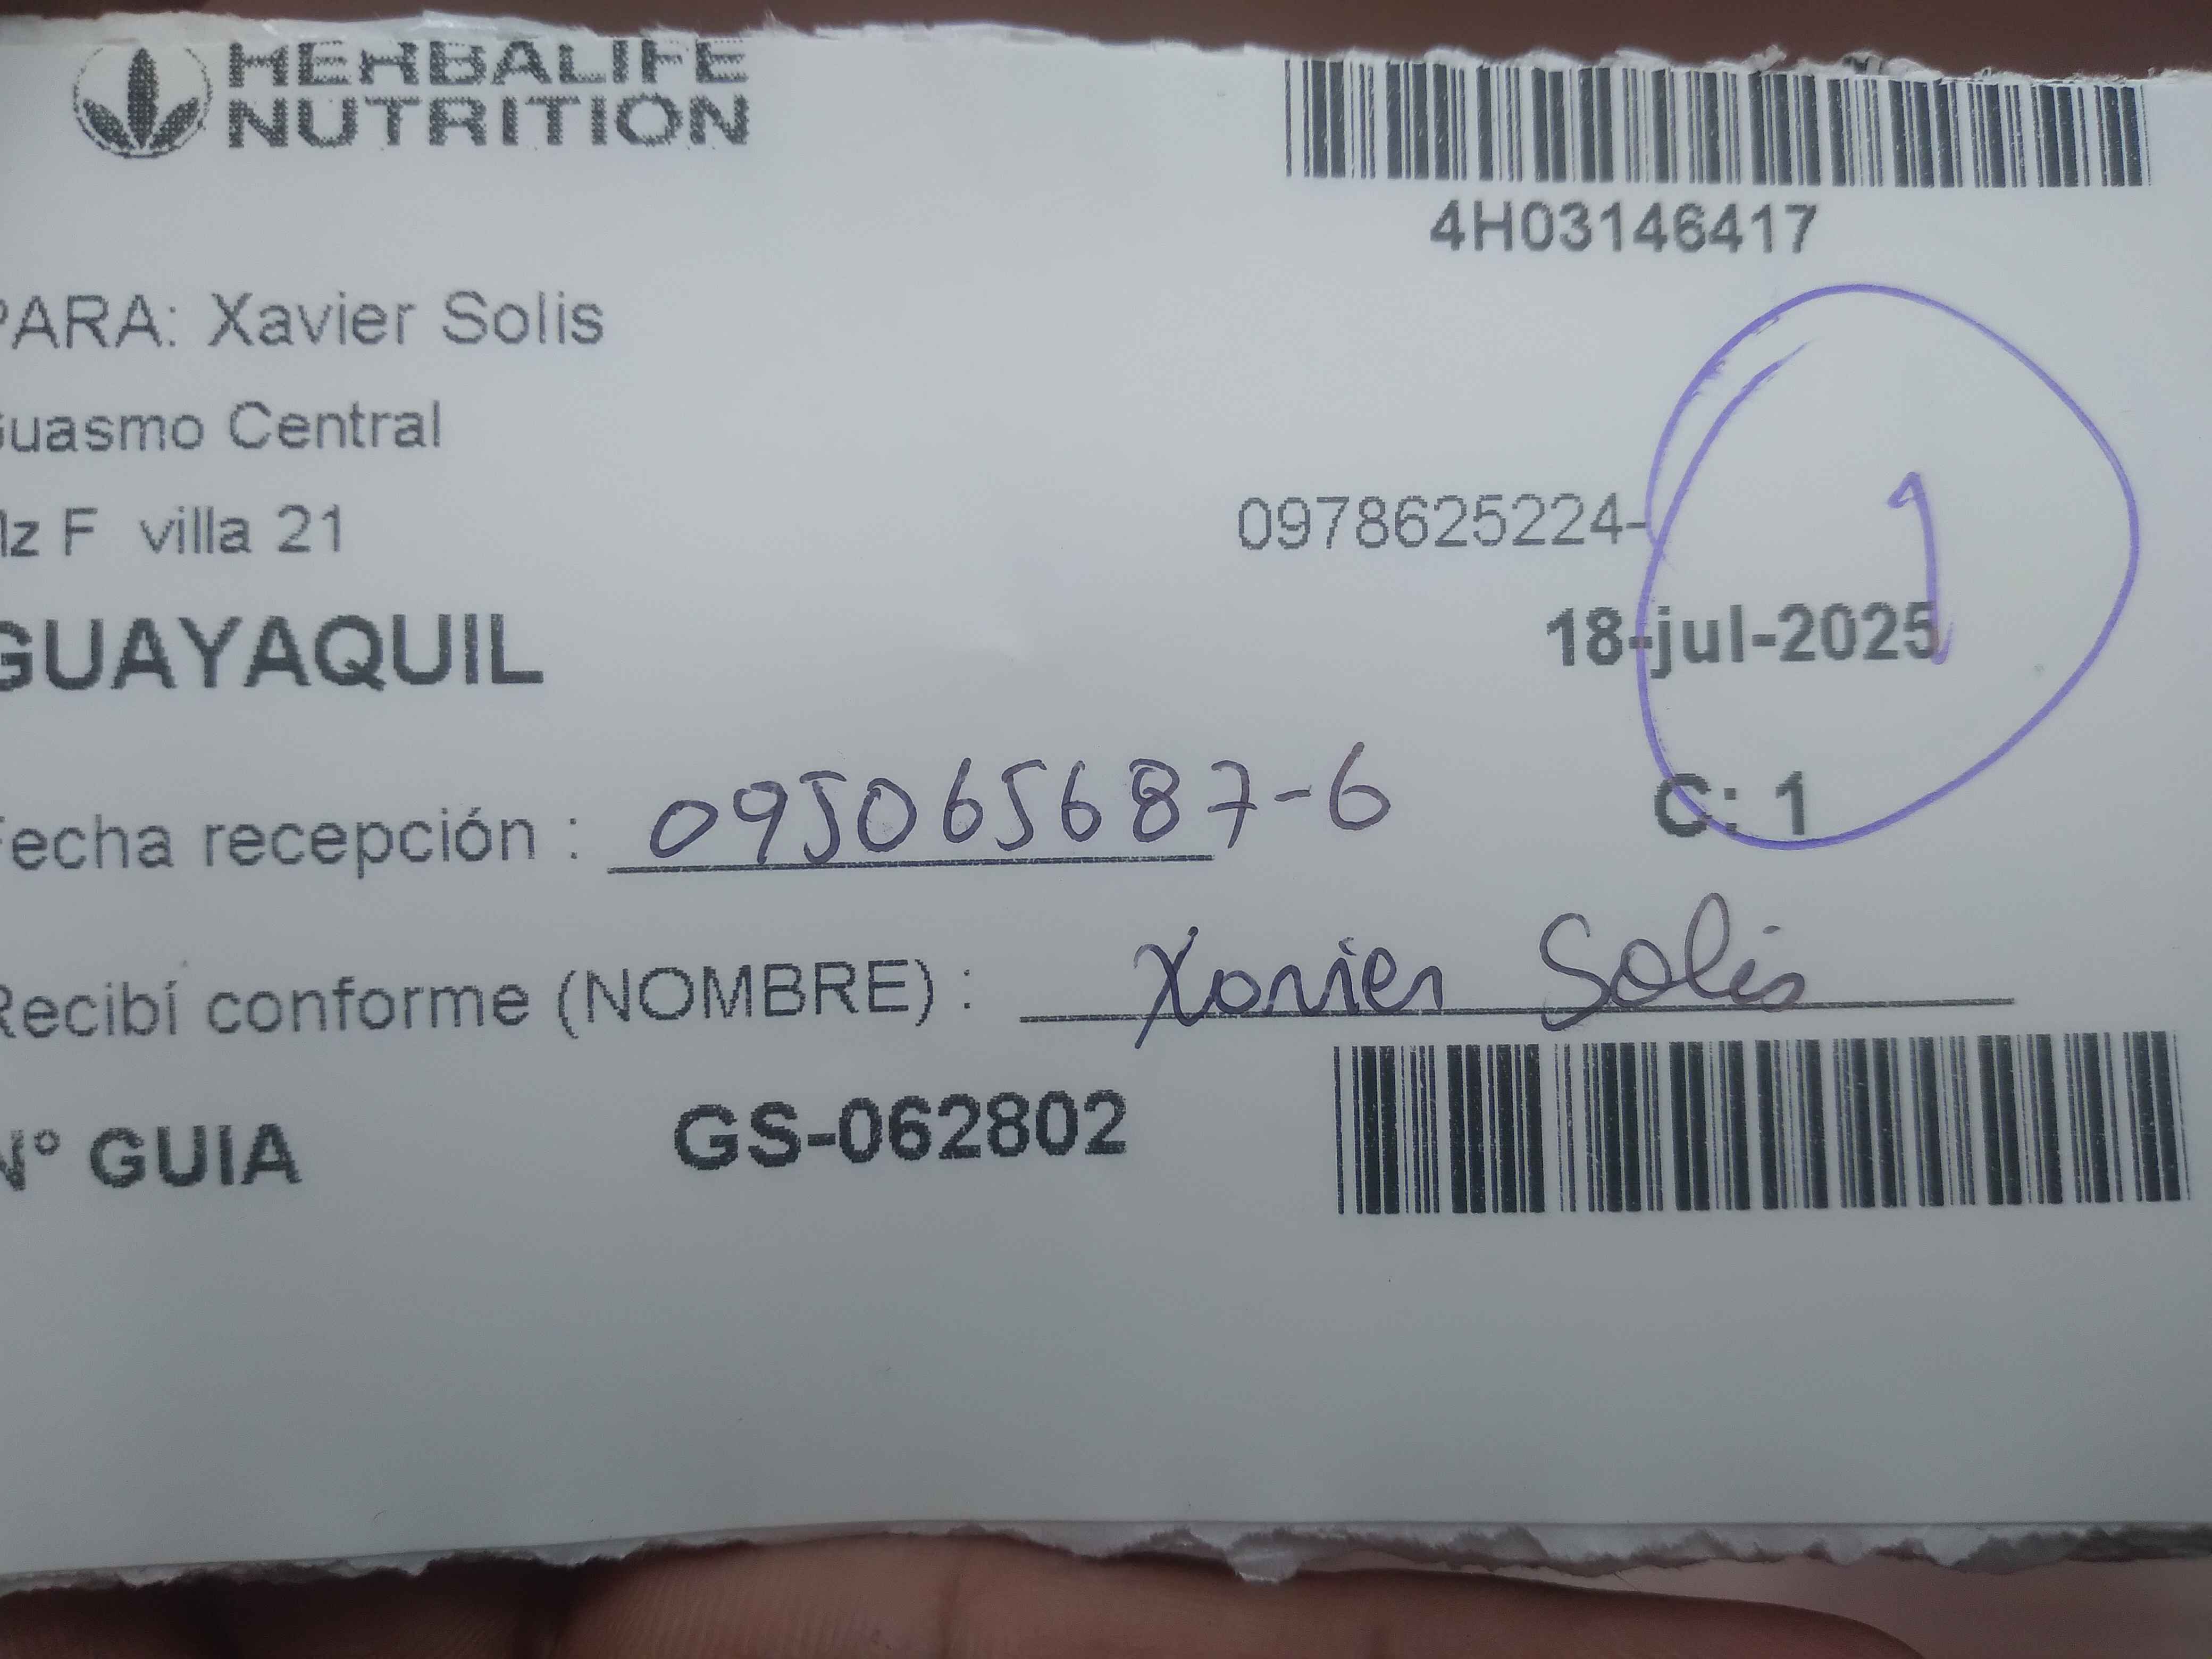 HERBALIFE
NUTRITION
4H03146417
PARA: Xavier Solis
Guasmo Central
Mz F villa 21
0978625224-
1
GUAYAQUIL
18-jul-2025
C: 1
Fecha recepción : 095065687-6
Recibí conforme (NOMBRE) : Xavier Solis
N° GUIA GS-062802